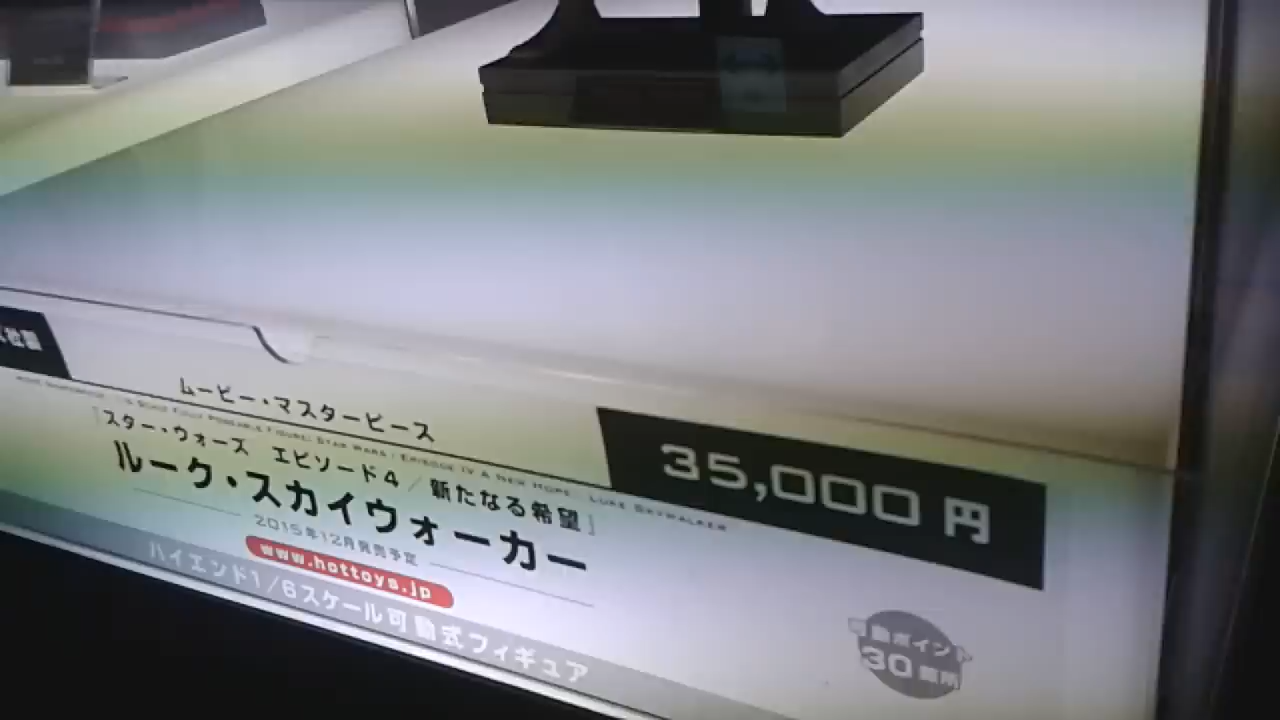 ムービー・マスターピース
『スター・ウォーズ エピソード4／新たなる希望』
ルーク・スカイウォーカー
2015年12月発売予定
www.hottoys.jp
ハイエンド1/6スケール可動式フィギュア
35,000 円
可動ポイント
30箇所